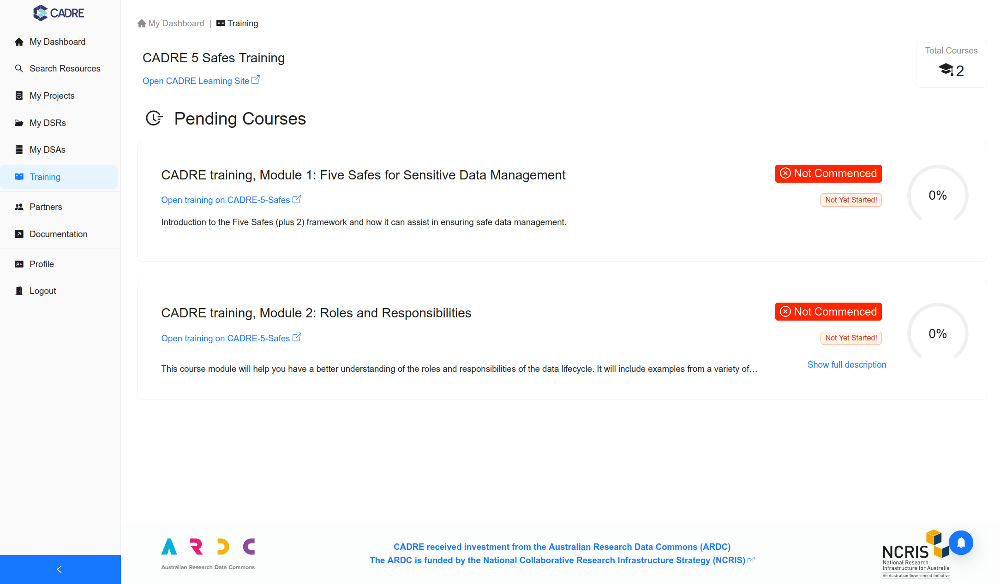 CADRE
My Dashboard
Search Resources
My Projects
My DSRs
My DSAs
Training
Partners
Documentation
Profile
Logout
My Dashboard | Training
CADRE 5 Safes Training
Open CADRE Learning Site
Total Courses
2
Pending Courses
CADRE training, Module 1: Five Safes for Sensitive Data Management
Open training on CADRE-5-Safes
Introduction to the Five Safes (plus 2) framework and how it can assist in ensuring safe data management.
Not Commenced
Not Yet Started!
0%
CADRE training, Module 2: Roles and Responsibilities
Open training on CADRE-5-Safes
This course module will help you have a better understanding of the roles and responsibilities of the data lifecycle. It will include examples from a variety of…
Not Commenced
Not Yet Started!
Show full description
0%
ARDC
Australian Research Data Commons
CADRE received investment from the Australian Research Data Commons (ARDC)
The ARDC is funded by the National Collaborative Research Infrastructure Strategy (NCRIS)
NCRIS
National Research
Infrastructure for Australia
An Australian Government Initiative